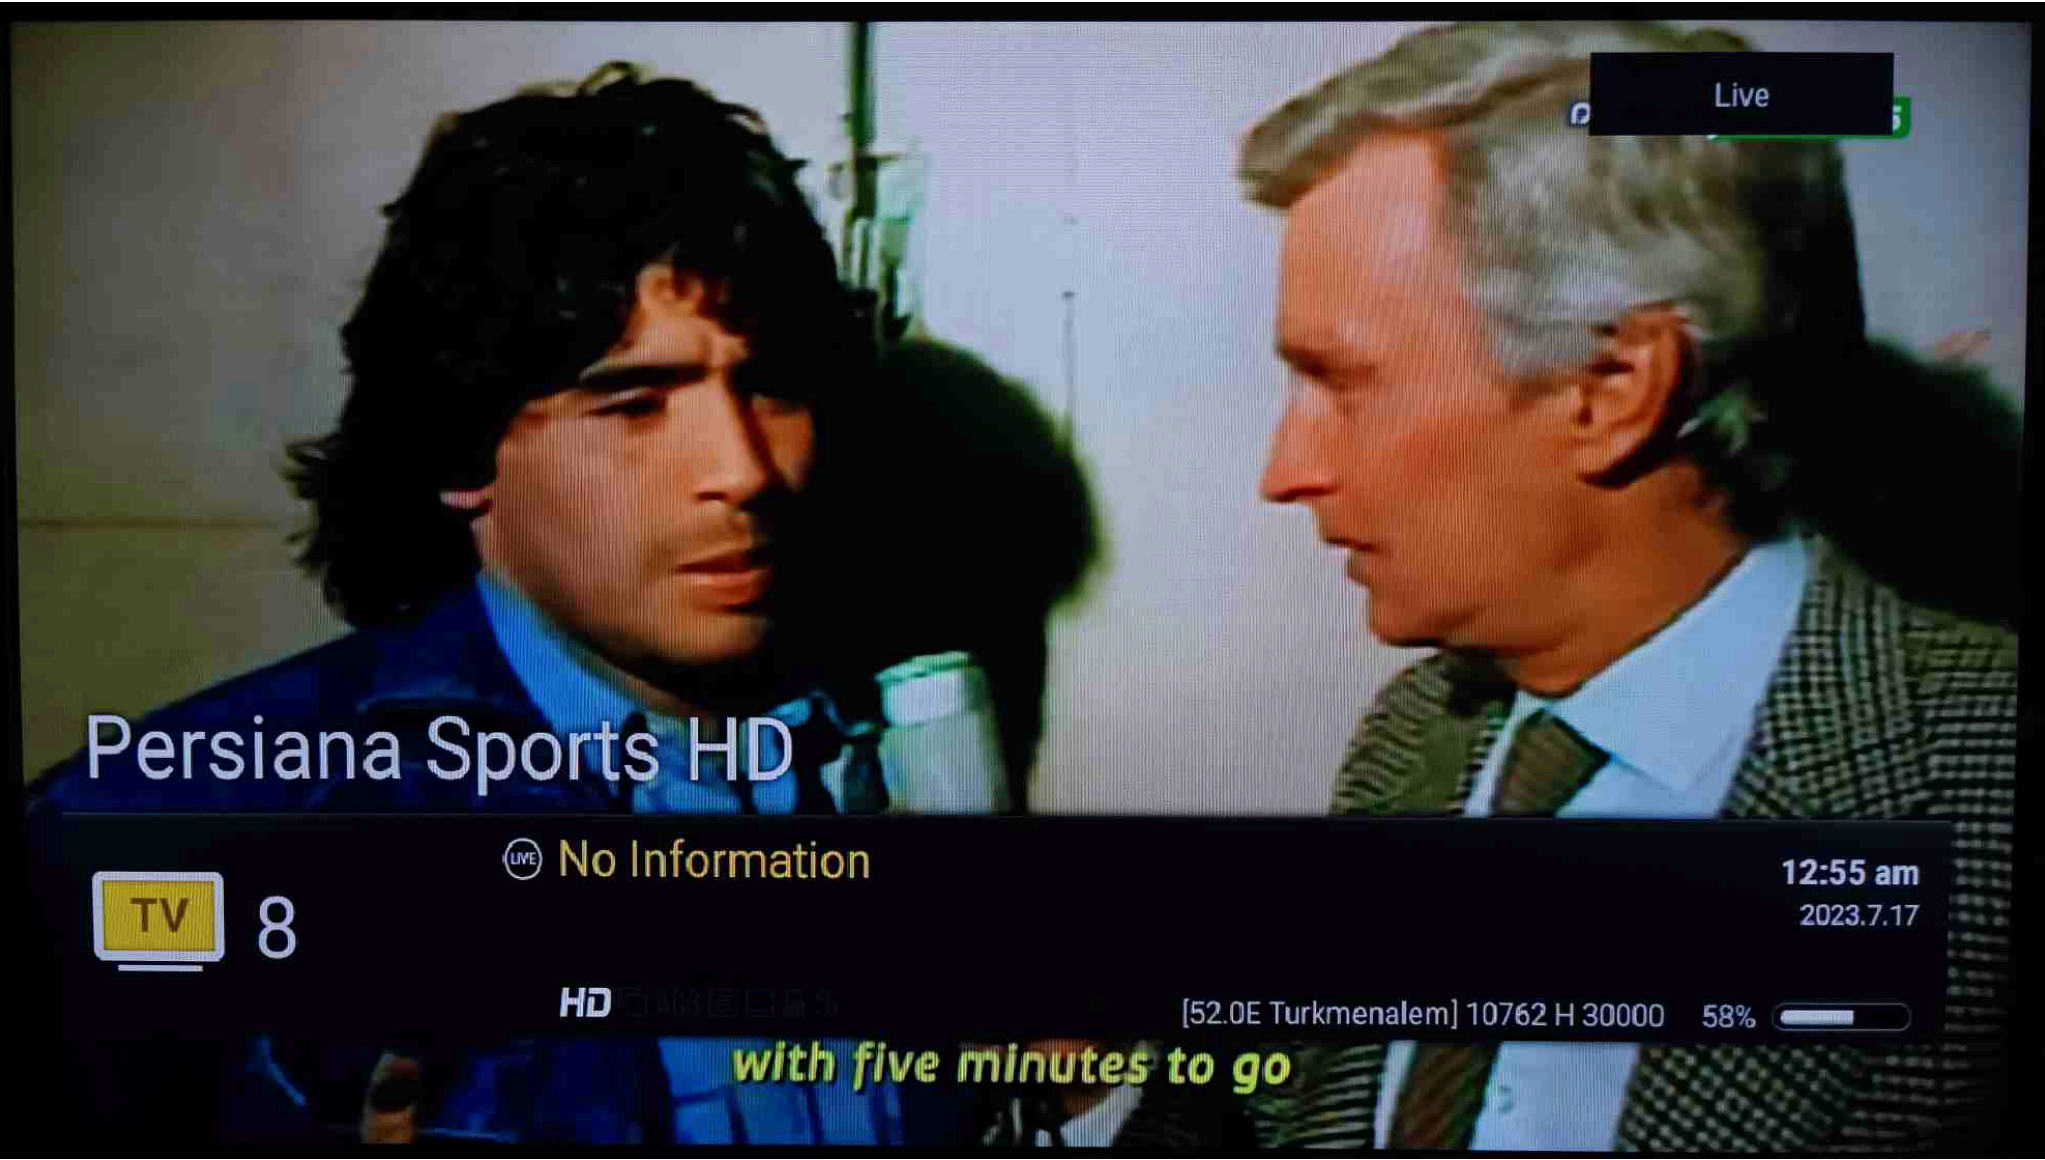 Live
Persiana Sports HD
LIVE No Information
12:55 am
TV 8
2023.7.17
HD
[52.0E Turkmenalem] 10762 H 30000 58%
with five minutes to go